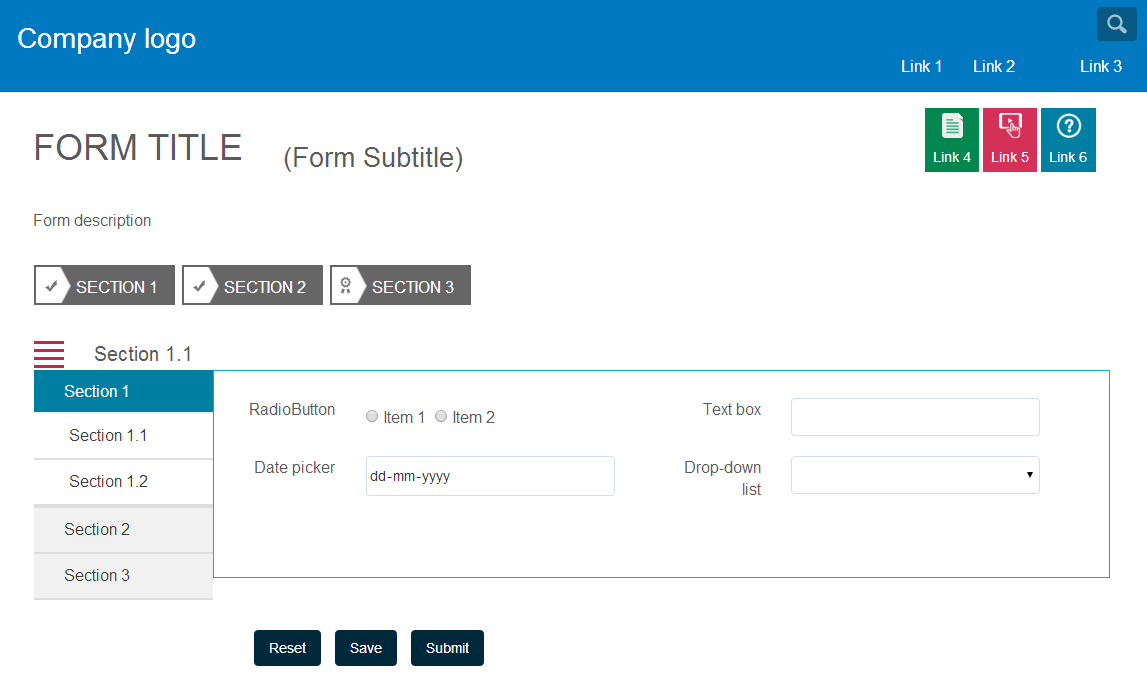 Company logo
Link 1 Link 2 Link 3
FORM TITLE (Form Subtitle)
Link 4 Link 5 Link 6
Form description
SECTION 1 SECTION 2 SECTION 3
Section 1.1
Section 1
Section 1.1
Section 1.2
Section 2
Section 3
RadioButton Item 1 Item 2 Text box
Date picker dd-mm-yyyy Drop-down
list
Reset Save Submit